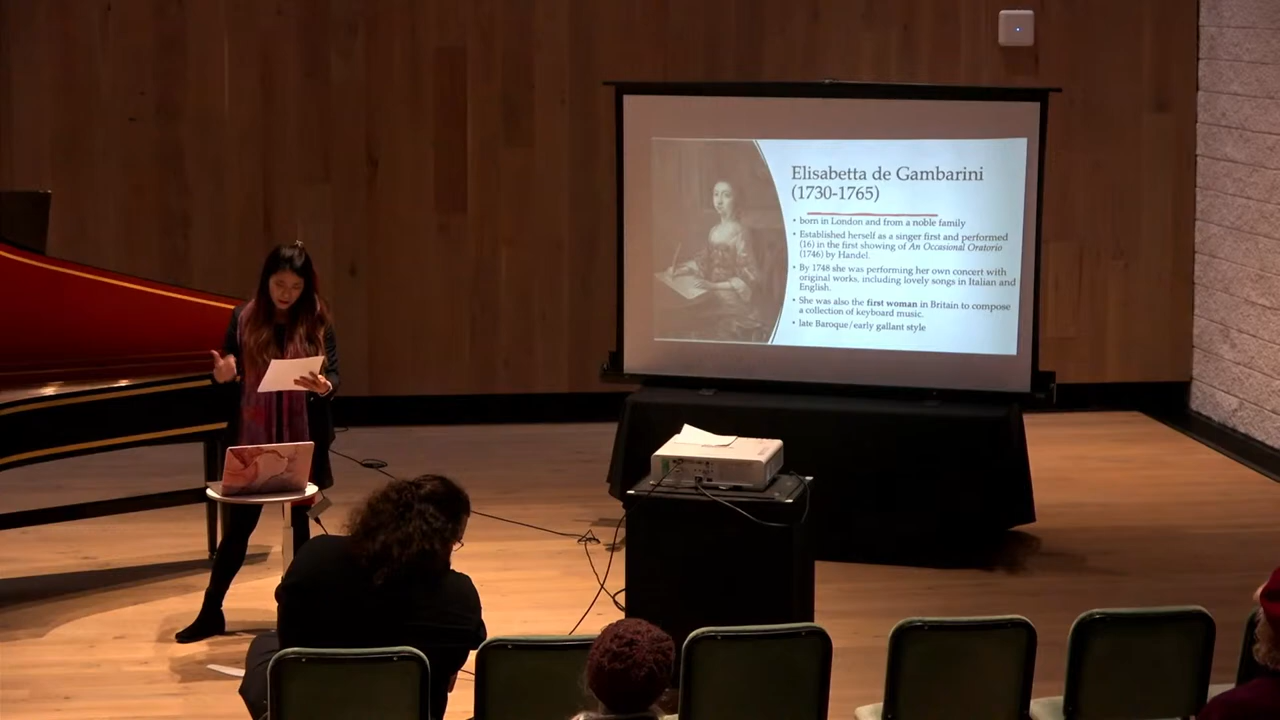 Elisabetta de Gambarini
(1730-1765)
• born in London and from a noble family
• Established herself as a singer first and performed
(16) in the first showing of An Occasional Oratorio
(1746) by Handel.
• By 1748 she was performing her own concert with
original works, including lovely songs in Italian and
English.
• She was also the first woman in Britain to compose
a collection of keyboard music.
• late Baroque/early gallant style